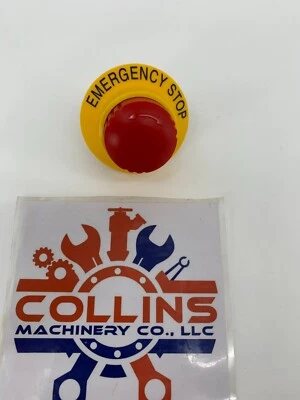 EMERGENCY STOP
COLLINS
MACHINERY CO., LLC